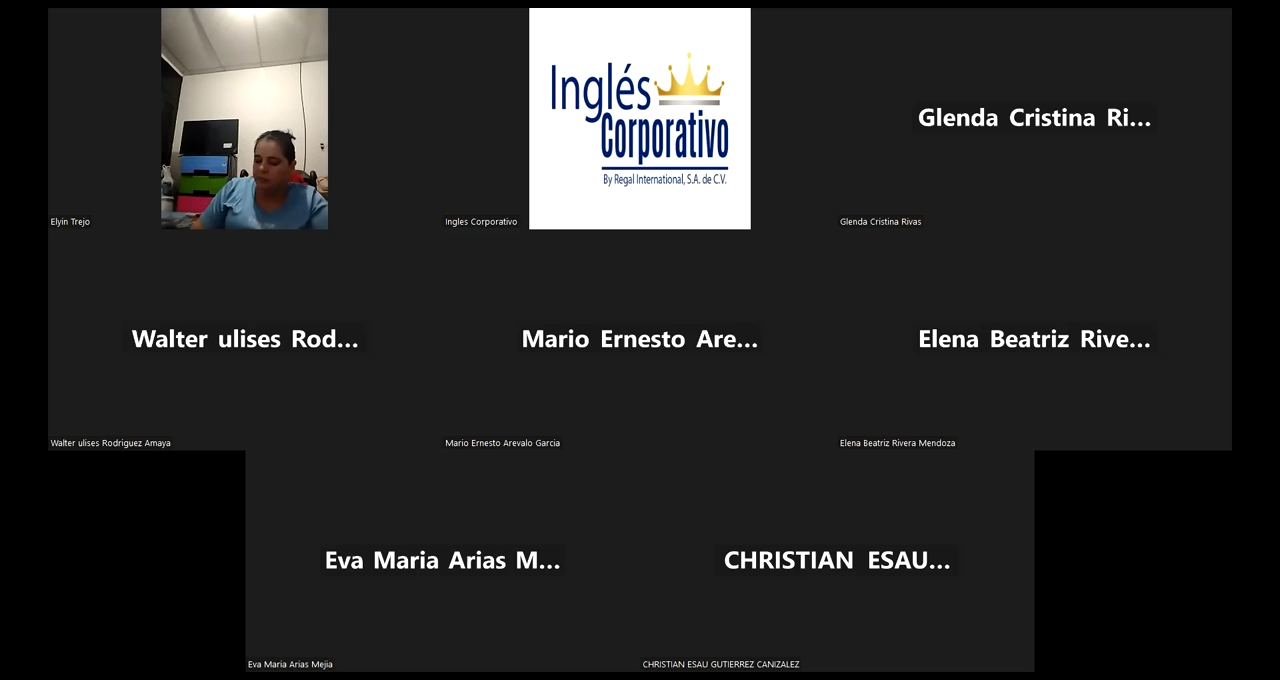 Elyin Trejo
Inglés
Corporativo
By Regal International, S.A. de C.V.
Ingles Corporativo
Glenda Cristina Ri...
Glenda Cristina Rivas
Walter ulises Rod...
Walter ulises Rodriguez Amaya
Mario Ernesto Are...
Mario Ernesto Arevalo Garcia
Elena Beatriz Rive...
Elena Beatriz Rivera Mendoza
Eva Maria Arias M...
Eva Maria Arias Mejia
CHRISTIAN ESAU...
CHRISTIAN ESAU GUTIERREZ CANIZALEZ